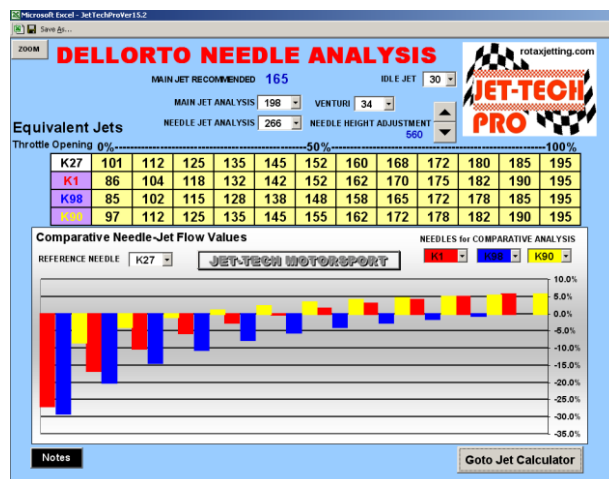 Microsoft Excel - JetTechProVer15.2
Save As...
ZOOM
DELLORTO NEEDLE ANALYSIS
rotaxjetting.com
JET-TECH
PRO
MAIN JET RECOMMENDED 165 IDLE JET 30
MAIN JET ANALYSIS 198 VENTURI 34
NEEDLE JET ANALYSIS 266 NEEDLE HEIGHT ADJUSTMENT
560
Equivalent Jets
Throttle Opening 0%-----------------------------------50%-----------------------------------100%
K27 101 112 125 135 145 152 160 168 172 180 185 195
K1 86 104 118 132 142 152 162 170 175 182 190 195
K98 85 102 115 128 138 148 158 165 172 178 185 195
K90 97 112 125 135 145 155 162 172 178 182 190 195
Comparative Needle-Jet Flow Values
NEEDLES for COMPARATIVE ANALYSIS
REFERENCE NEEDLE K27 JET-TECH MOTORSPORT K1 K98 K90
10.0%
5.0%
0.0%
-5.0%
-10.0%
-15.0%
-20.0%
-25.0%
-30.0%
-35.0%
Notes
Goto Jet Calculator